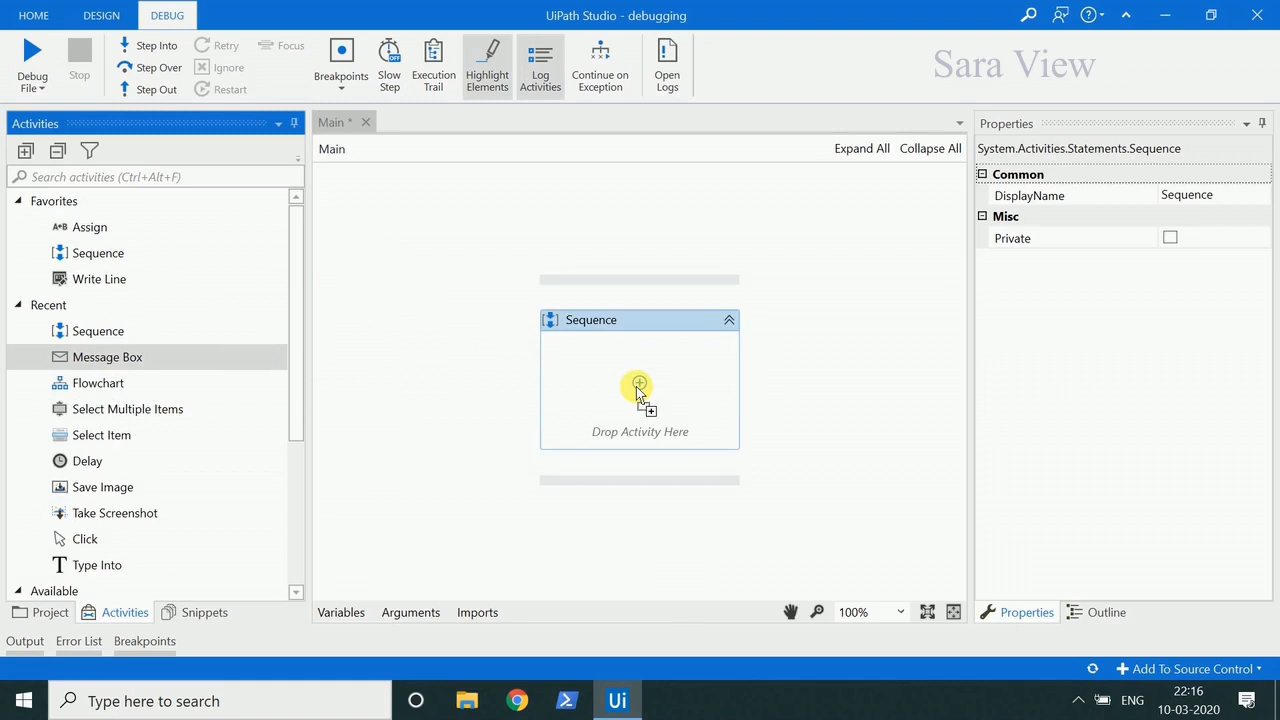 HOME DESIGN DEBUG UiPath Studio - debugging
Debug File
Stop
Step Into
Step Over
Step Out
Retry
Ignore
Restart
Focus
Breakpoints
Slow Step
Execution Trail
Highlight Elements
Log Activities
Continue on Exception
Open Logs
Sara View
Activities
Search activities (Ctrl+Alt+F)
Favorites
Assign
Sequence
Write Line
Recent
Sequence
Message Box
Flowchart
Select Multiple Items
Select Item
Delay
Save Image
Take Screenshot
Click
Type Into
Available
Project Activities Snippets
Main *
Main Expand All Collapse All
Sequence
Drop Activity Here
Variables Arguments Imports 100%
Properties
System.Activities.Statements.Sequence
Common
DisplayName Sequence
Misc
Private
Properties Outline
Output Error List Breakpoints
Add To Source Control
Type here to search
Ui
ENG
22:16
10-03-2020